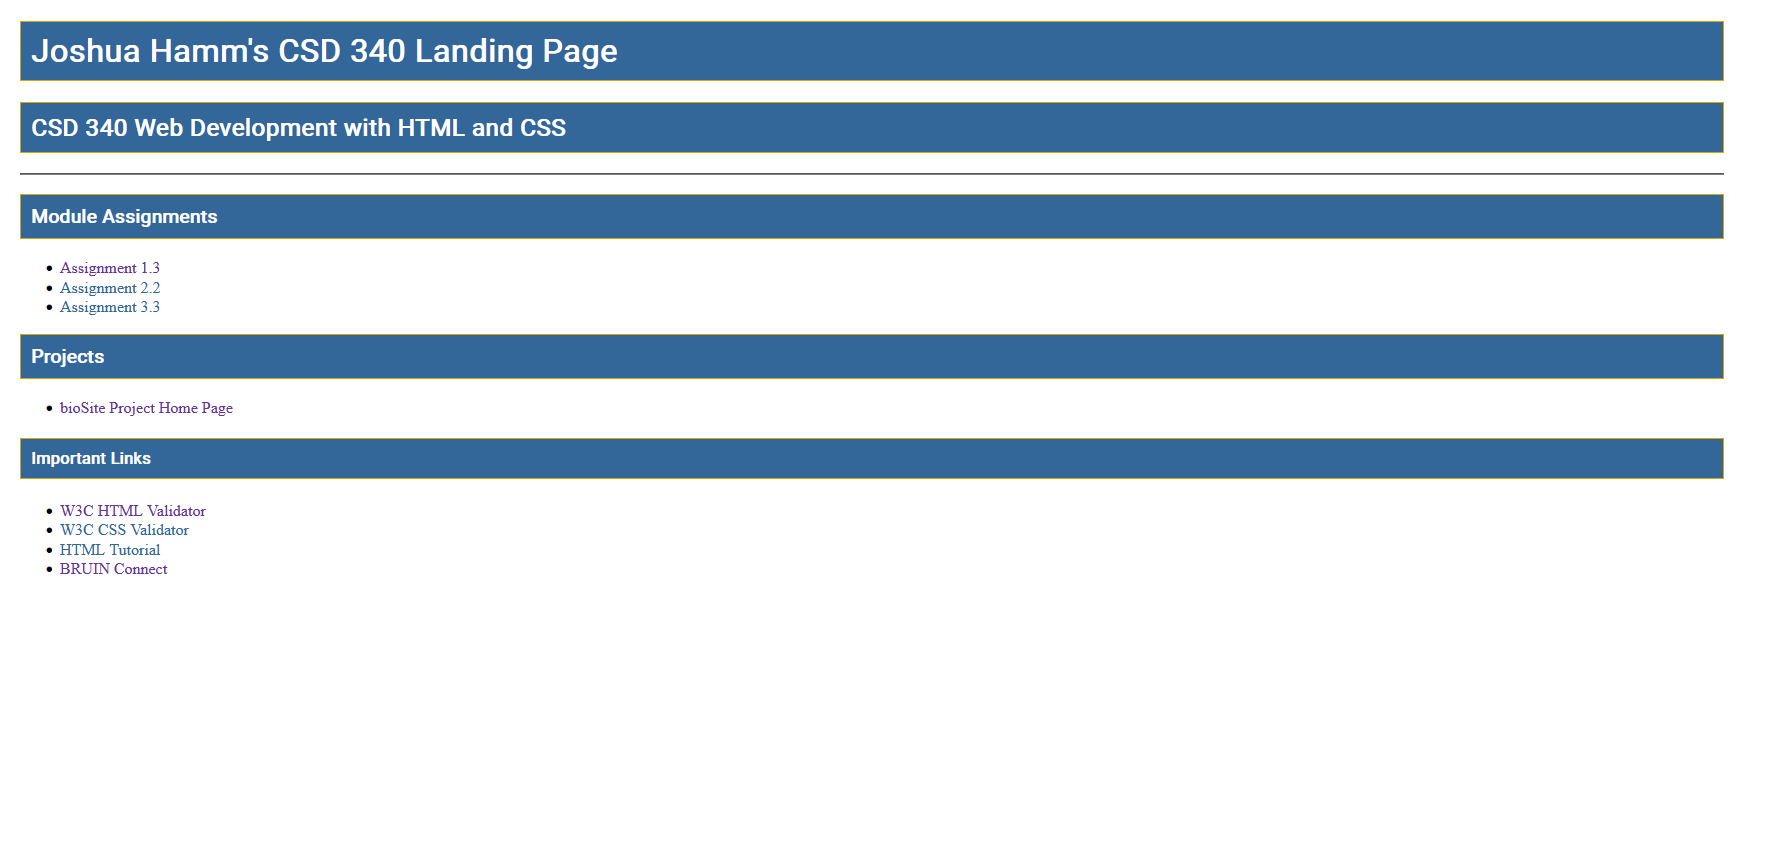 Joshua Hamm's CSD 340 Landing Page
CSD 340 Web Development with HTML and CSS
Module Assignments
Assignment 1.3
Assignment 2.2
Assignment 3.3
Projects
bioSite Project Home Page
Important Links
W3C HTML Validator
W3C CSS Validator
HTML Tutorial
BRUIN Connect